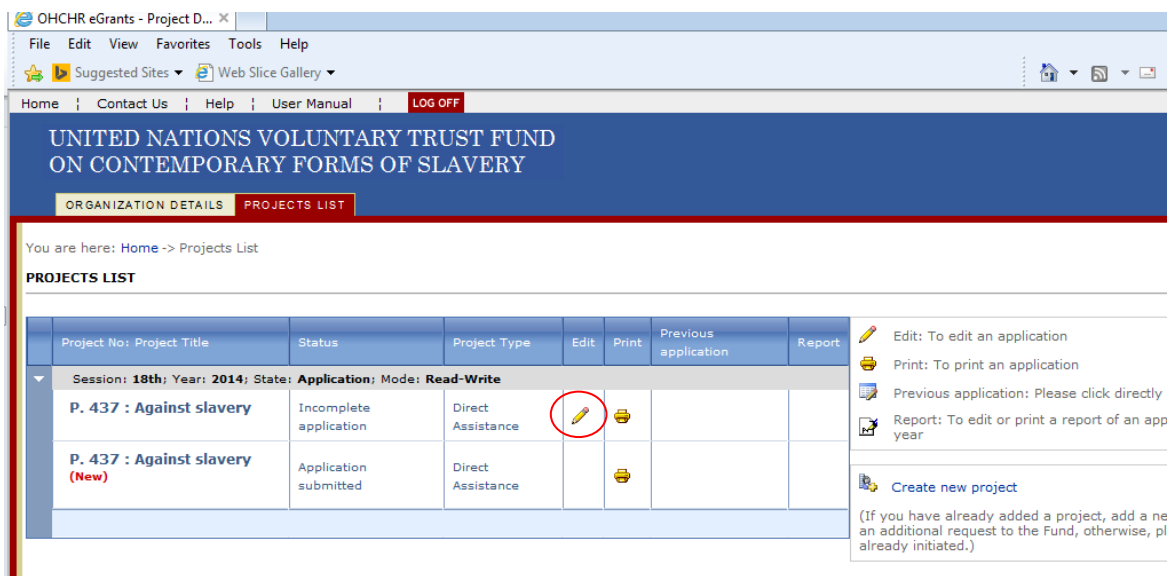 OHCHR eGrants - Project D... ×
File Edit View Favorites Tools Help
Suggested Sites ▾ Web Slice Gallery ▾
Home ¦ Contact Us ¦ Help ¦ User Manual ¦ LOG OFF
UNITED NATIONS VOLUNTARY TRUST FUND
ON CONTEMPORARY FORMS OF SLAVERY
ORGANIZATION DETAILS PROJECTS LIST
You are here: Home -> Projects List
PROJECTS LIST
Project No: Project Title Status Project Type Edit Print Previous application Report
Session: 18th; Year: 2014; State: Application; Mode: Read-Write
P. 437 : Against slavery Incomplete application Direct Assistance
P. 437 : Against slavery (New) Application submitted Direct Assistance
Edit: To edit an application
Print: To print an application
Previous application: Please click directly
Report: To edit or print a report of an app
year
Create new project
(If you have already added a project, add a ne
an additional request to the Fund, otherwise, pl
already initiated.)